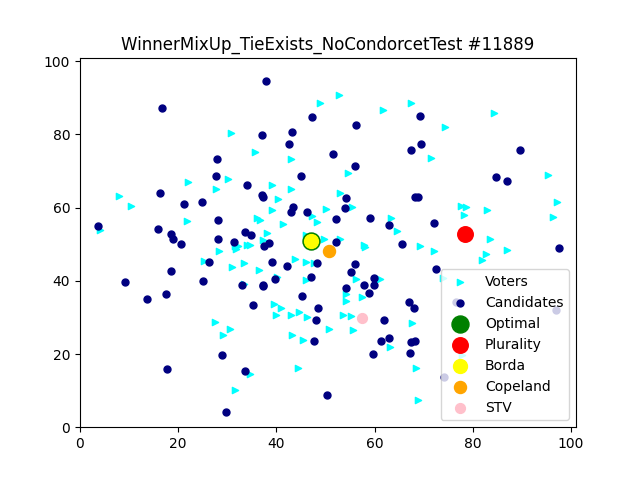 WinnerMixUp_TieExists_NoCondorcetTest #11889
100
80
60
40
20
0
0 20 40 60 80 100
Voters
Candidates
Optimal
Plurality
Borda
Copeland
STV